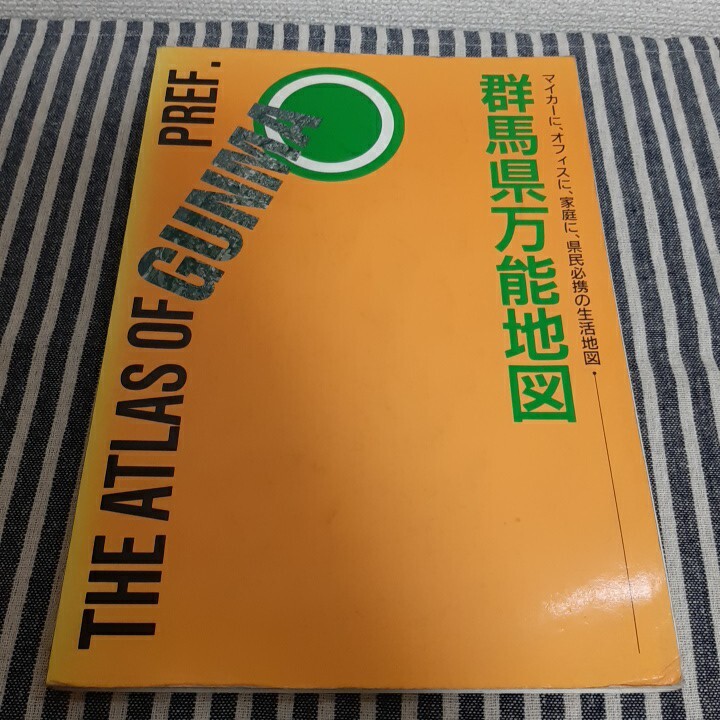 マイカーに、オフィスに、家庭に、県民必携の生活地図・
群馬県万能地図
THE ATLAS OF GUNMA PREF.